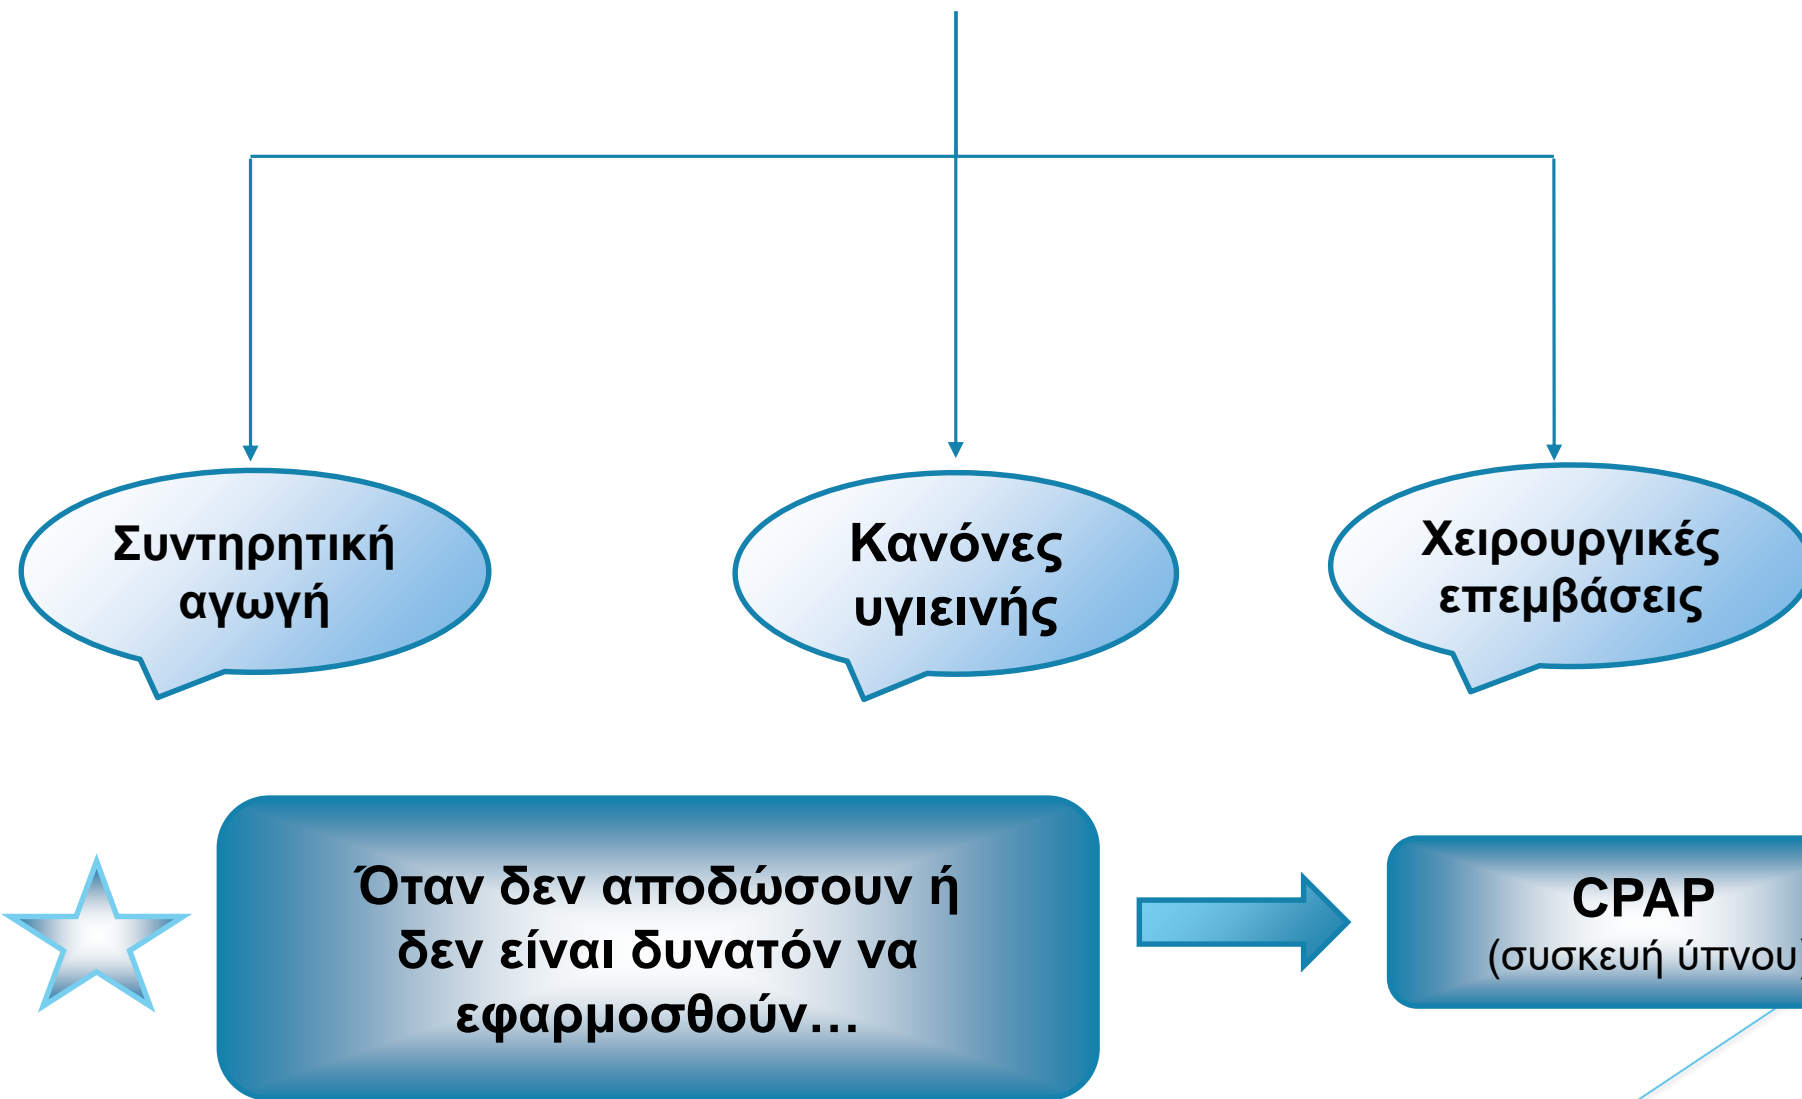 Συντηρητική
αγωγή
Κανόνες
υγιεινής
Χειρουργικές
επεμβάσεις
Όταν δεν αποδώσουν ή
δεν είναι δυνατόν να
εφαρμοσθούν…
CPAP
(συσκευή ύπνου)